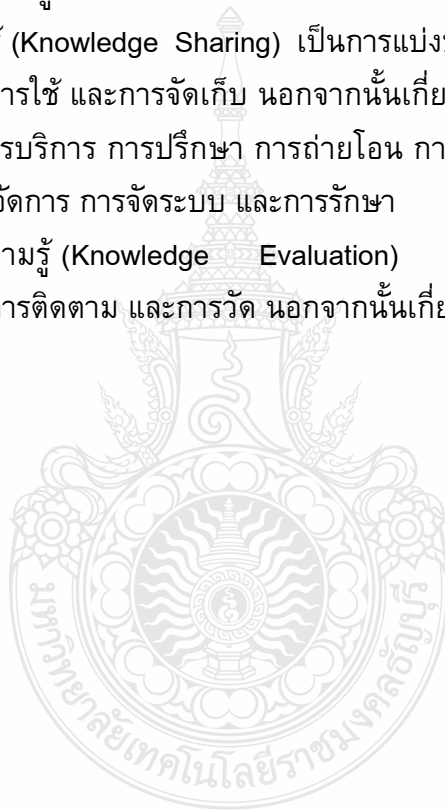 (Knowledge Sharing) เป็นการแบ่ง
ารใช้ และการจัดเก็บ นอกจากนั้นเกี่ย
รบริการ การปรึกษา การถ่ายโอน กา
จัดการ การจัดระบบ และการรักษา
ามรู้ (Knowledge Evaluation)
ารติดตาม และการวัด นอกจากนั้นเกี่ย
มหาวิทยาลัยเทคโนโลยีราชมงคลธัญบุรี